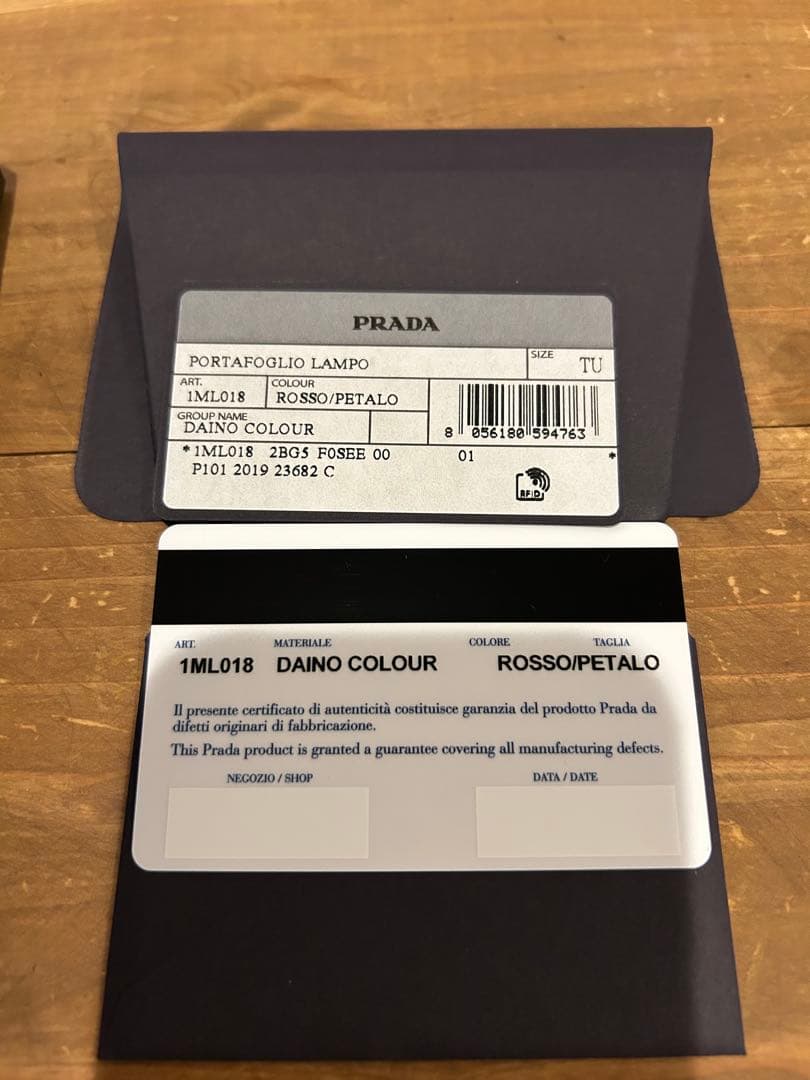 PRADA
PORTAFOGLIO LAMPO
SIZE
TU
ART.
1ML018
COLOUR
ROSSO/PETALO
GROUP NAME
DAINO COLOUR
8 056180 594763
*1ML018 2BG5 F0SEE 00 01 *
P101 2019 23682 C
RFID
ART. MATERIALE COLORE TAGLIA
1ML018 DAINO COLOUR ROSSO/PETALO
Il presente certificato di autenticità costituisce garanzia del prodotto Prada da
difetti originari di fabbricazione.
This Prada product is granted a guarantee covering all manufacturing defects.
NEGOZIO / SHOP DATA / DATE